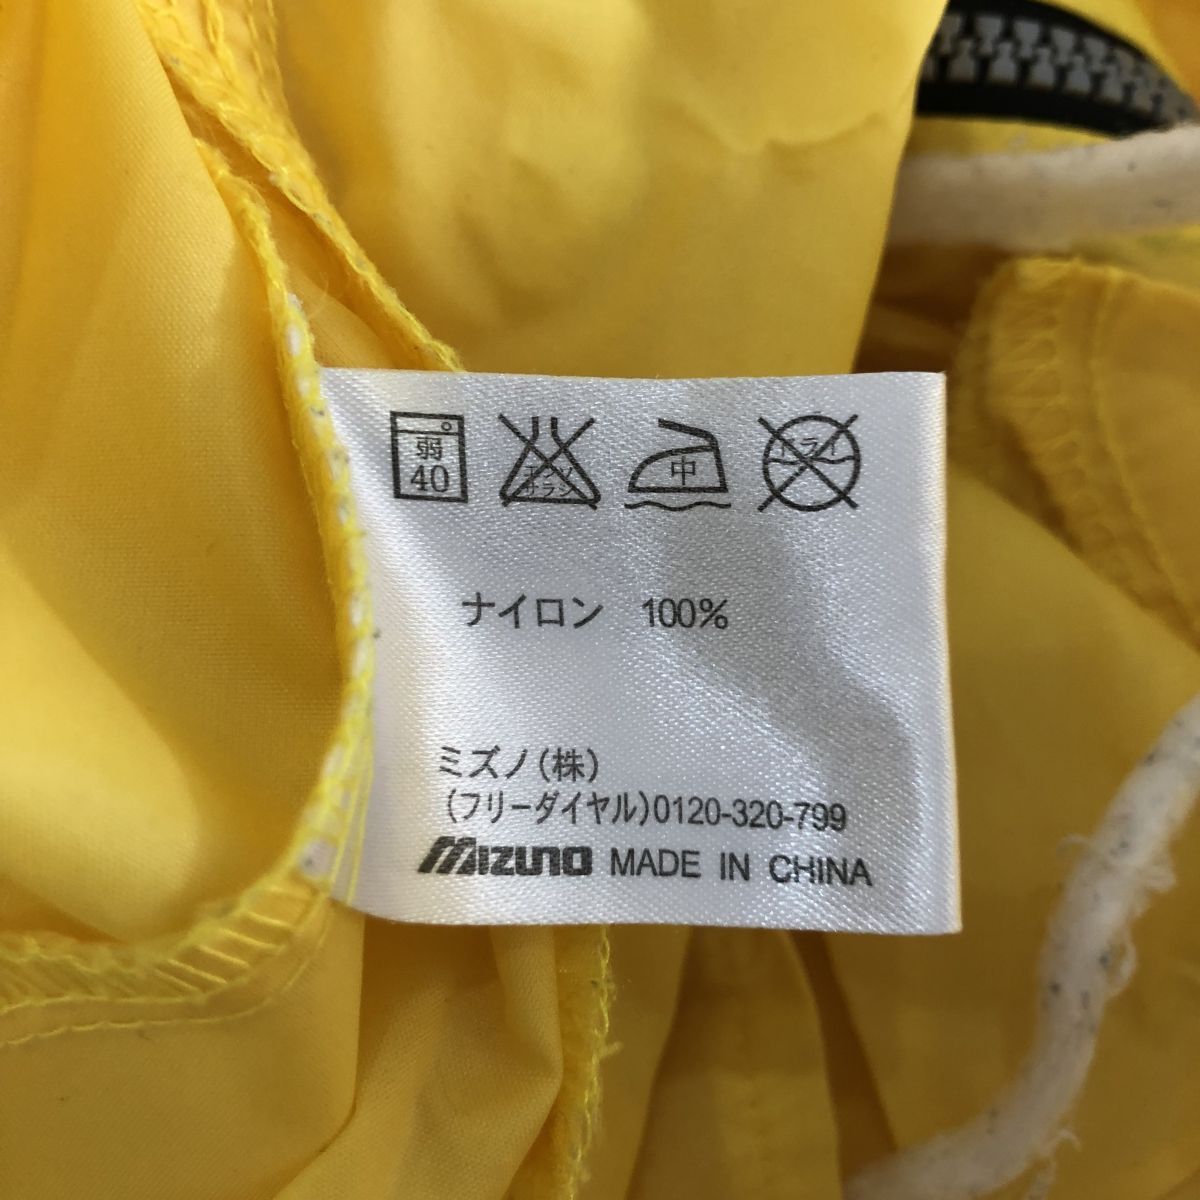 弱 エンソ 中 ドライ
40 サラシ
ナイロン 100%
ミズノ(株)
(フリーダイヤル)0120-320-799
MIZUNO MADE IN CHINA